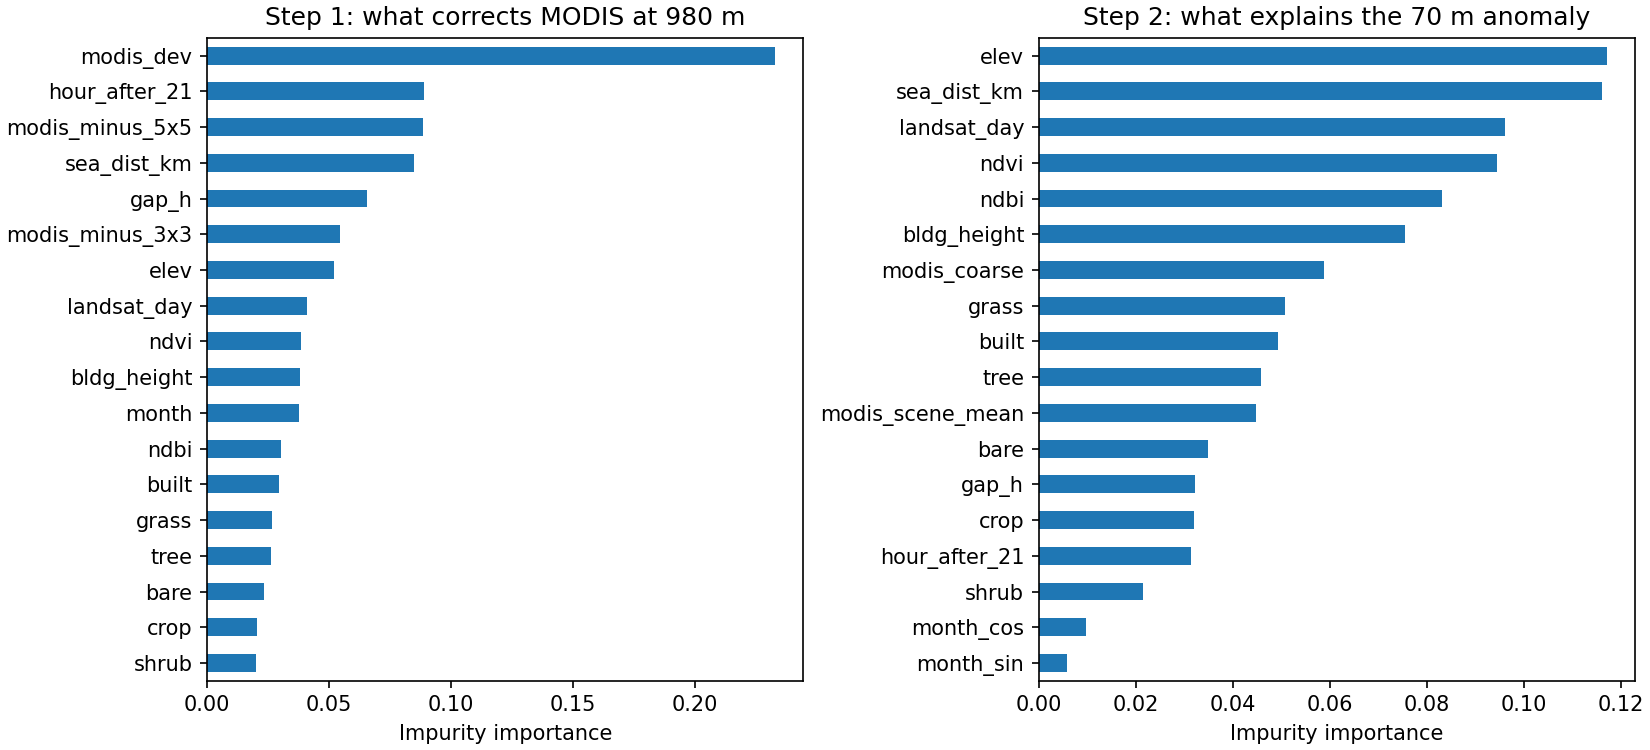 Step 1: what corrects MODIS at 980 m
modis_dev
hour_after_21
modis_minus_5x5
sea_dist_km
gap_h
modis_minus_3x3
elev
landsat_day
ndvi
bldg_height
month
ndbi
built
grass
tree
bare
crop
shrub
0.00 0.05 0.10 0.15 0.20
Impurity importance
Step 2: what explains the 70 m anomaly
elev
sea_dist_km
landsat_day
ndvi
ndbi
bldg_height
modis_coarse
grass
built
tree
modis_scene_mean
bare
gap_h
crop
hour_after_21
shrub
month_cos
month_sin
0.00 0.02 0.04 0.06 0.08 0.10 0.12
Impurity importance